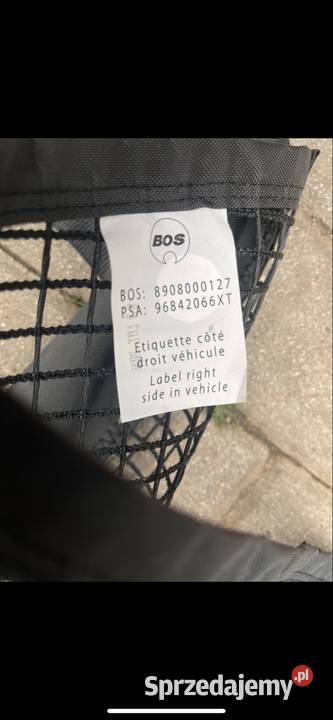 BOS
BOS: 8908000127
PSA: 96842066XT
Etiquette côté
droit véhicule
Label right
side in vehicle
Sprzedajemy.pl